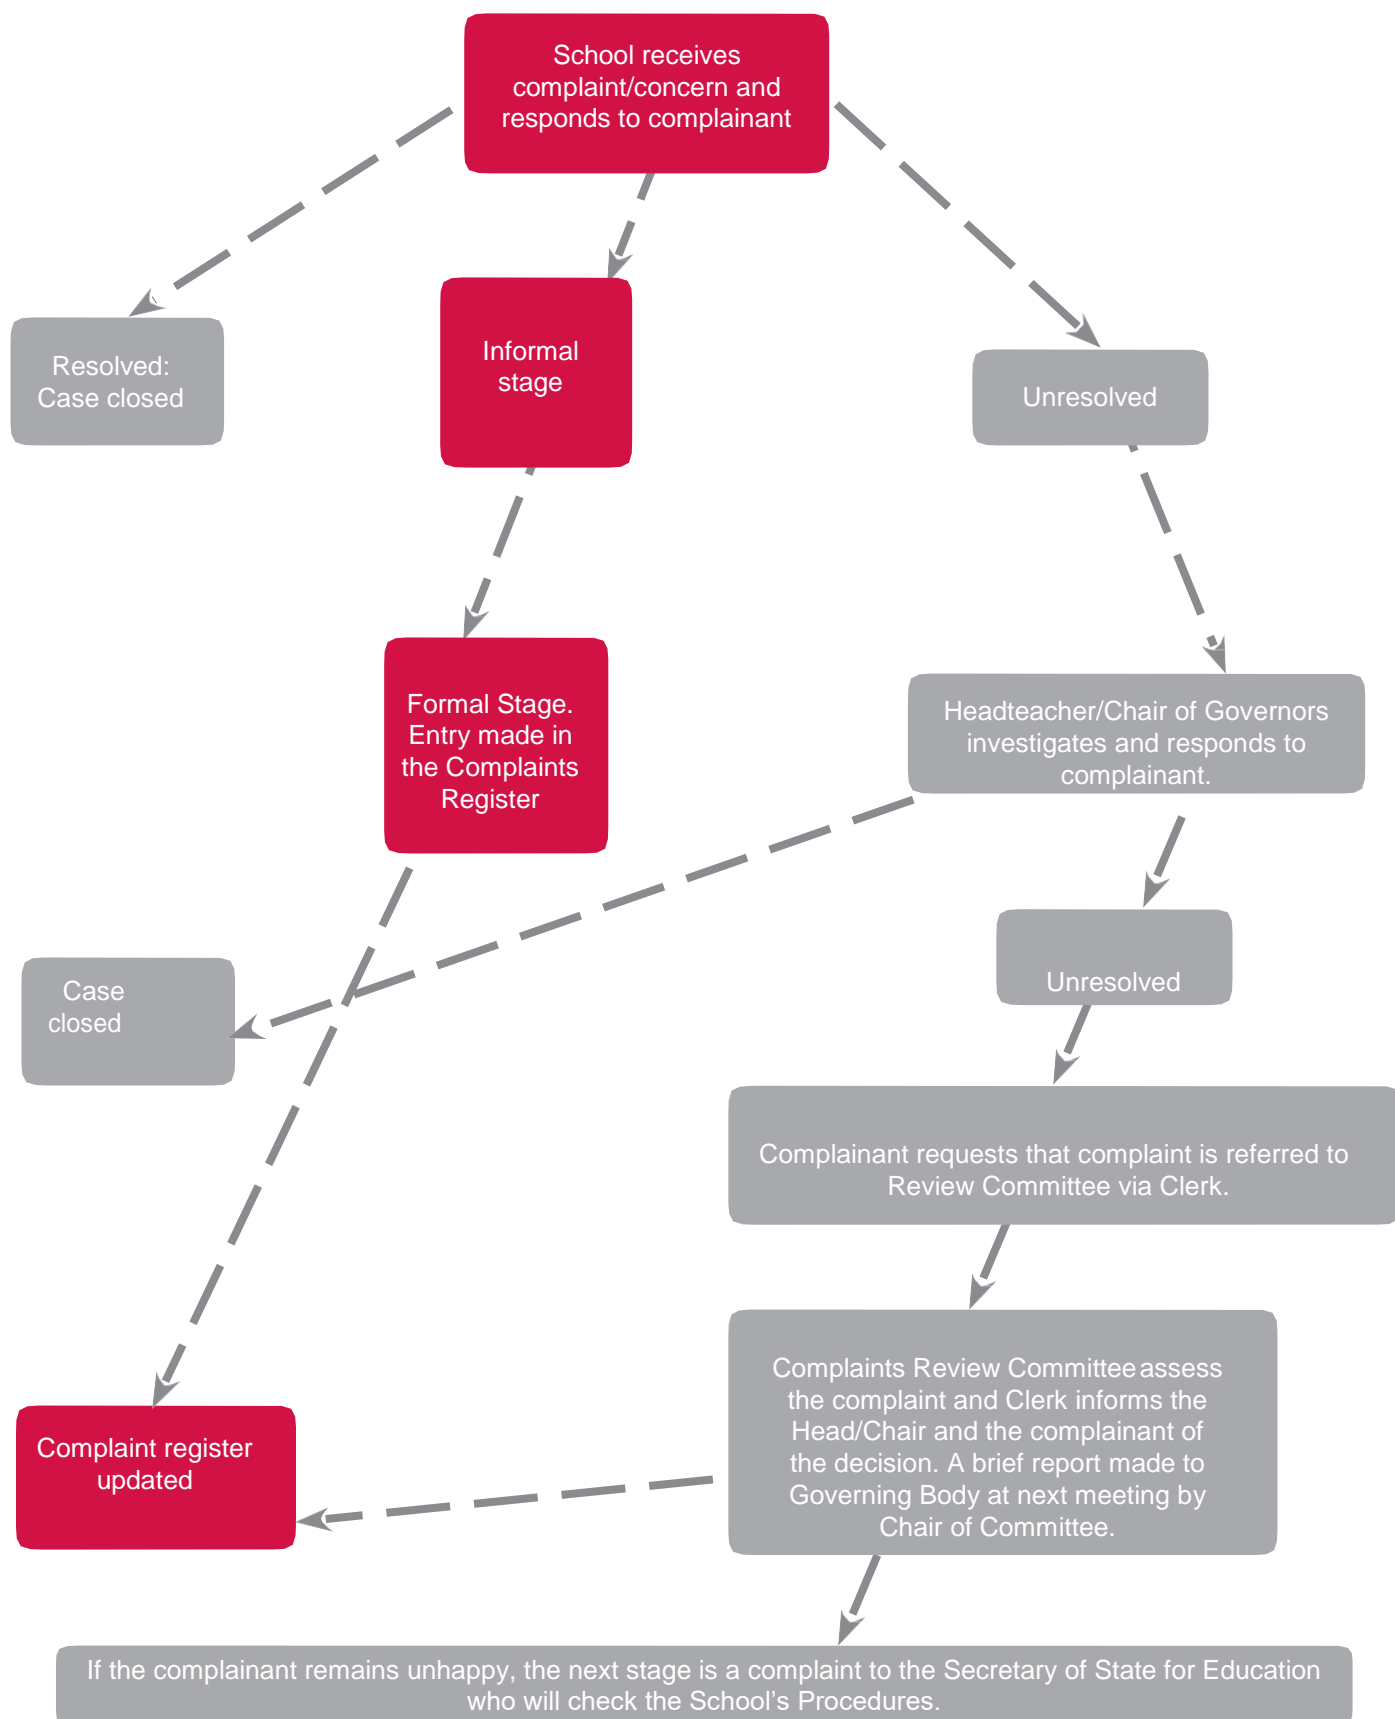 School receives
complaint/concern and
responds to complainant
Resolved:
Case closed
Informal
stage
Unresolved
Formal Stage.
Entry made in
the Complaints
Register
Headteacher/Chair of Governors
investigates and responds to
complainant.
Case
closed
Unresolved
Complainant requests that complaint is referred to
Review Committee via Clerk.
Complaints Review Committee assess
the complaint and Clerk informs the
Head/Chair and the complainant of
the decision. A brief report made to
Governing Body at next meeting by
Chair of Committee.
Complaint register
updated
If the complainant remains unhappy, the next stage is a complaint to the Secretary of State for Education
who will check the School’s Procedures.